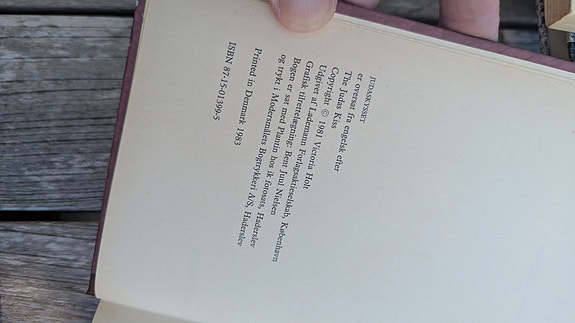 JUDASKYSSET
er oversat fra engelsk efter
The Judas Kiss
Copyright © 1981 Victoria Holt
Udgivet af Lademann Forlagsaktieselskab, København
Grafisk tilrettelægning: Bent Juul Nielsen
Bogen er sat med Plantin hos ik fotosats, Haderslev
og trykt i Modersmålets Bogtrykkeri A/S, Haderslev
Printed in Denmark 1983
ISBN 87-15-01399-5